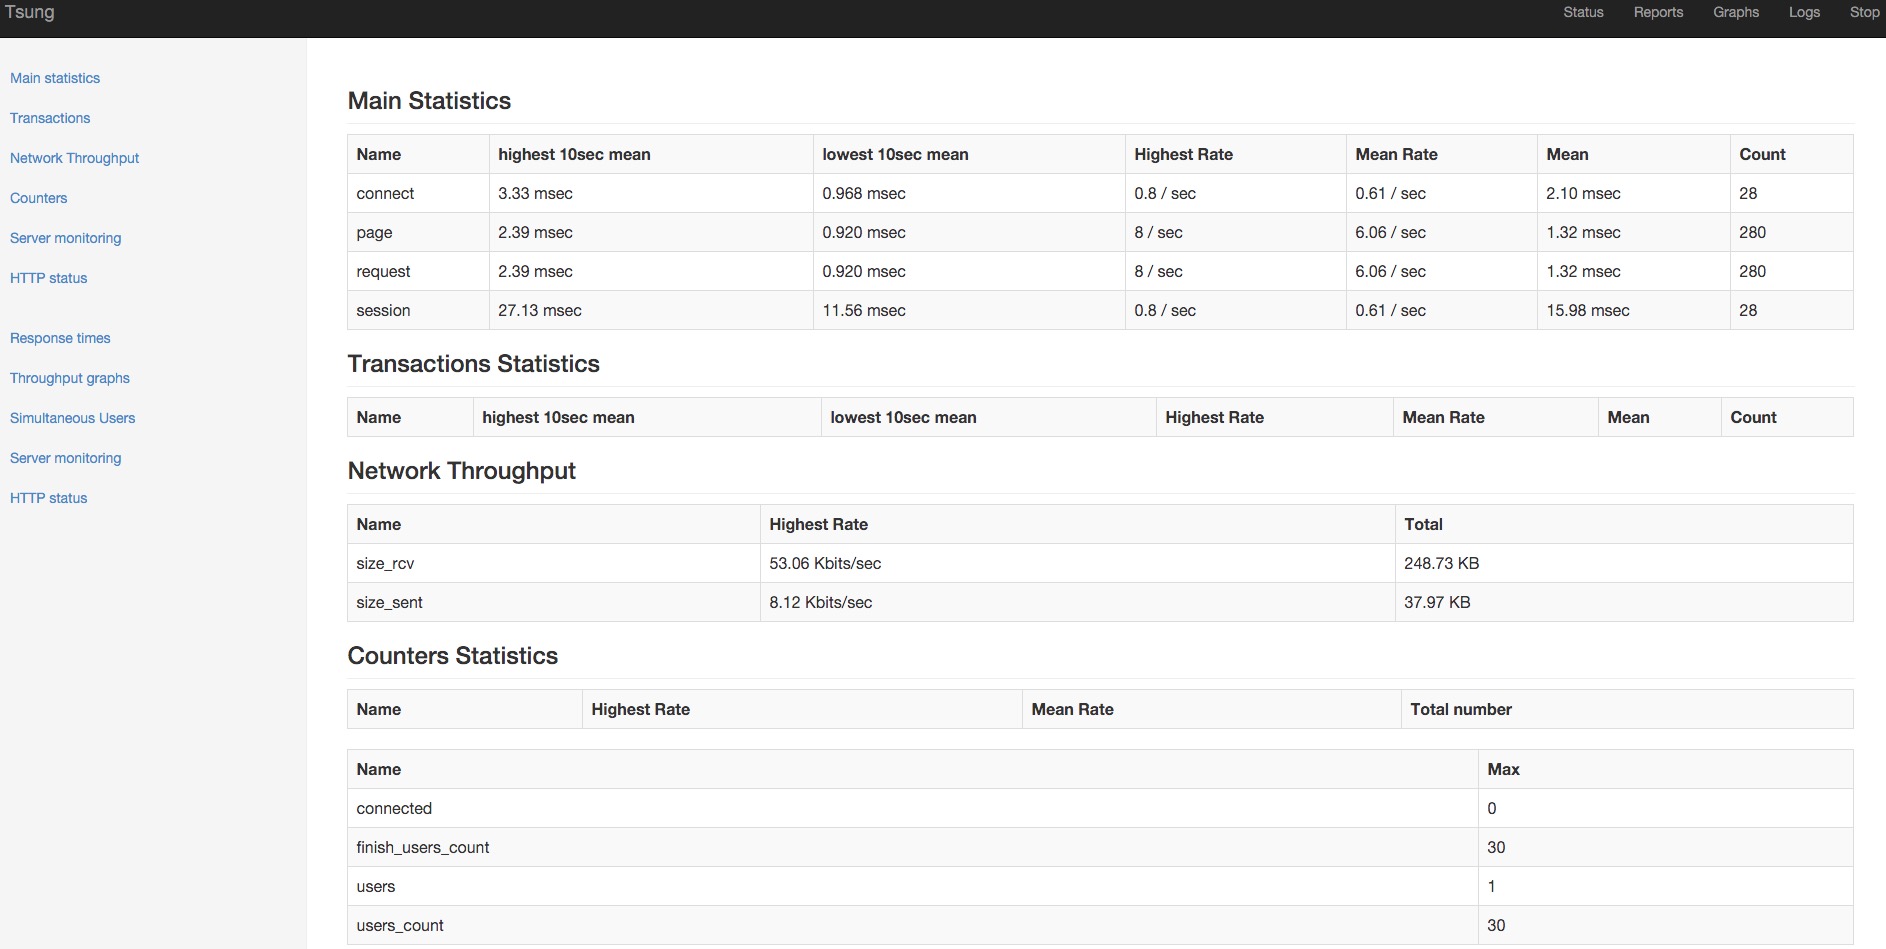 Tsung Status Reports Graphs Logs Stop
Main statistics
Transactions
Network Throughput
Counters
Server monitoring
HTTP status
Response times
Throughput graphs
Simultaneous Users
Server monitoring
HTTP status
Main Statistics
Name highest 10sec mean lowest 10sec mean Highest Rate Mean Rate Mean Count
connect 3.33 msec 0.968 msec 0.8 / sec 0.61 / sec 2.10 msec 28
page 2.39 msec 0.920 msec 8 / sec 6.06 / sec 1.32 msec 280
request 2.39 msec 0.920 msec 8 / sec 6.06 / sec 1.32 msec 280
session 27.13 msec 11.56 msec 0.8 / sec 0.61 / sec 15.98 msec 28
Transactions Statistics
Name highest 10sec mean lowest 10sec mean Highest Rate Mean Rate Mean Count
Network Throughput
Name Highest Rate Total
size_rcv 53.06 Kbits/sec 248.73 KB
size_sent 8.12 Kbits/sec 37.97 KB
Counters Statistics
Name Highest Rate Mean Rate Total number
Name Max
connected 0
finish_users_count 30
users 1
users_count 30